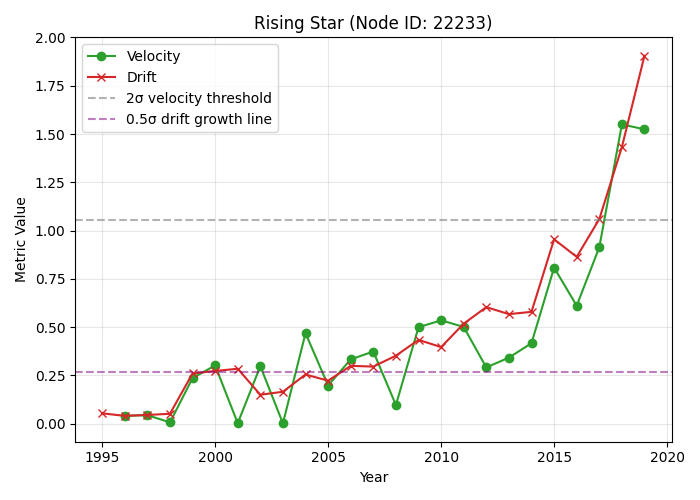 Rising Star (Node ID: 22233)
Velocity
Drift
2σ velocity threshold
0.5σ drift growth line
Metric Value
2.00
1.75
1.50
1.25
1.00
0.75
0.50
0.25
0.00
1995 2000 2005 2010 2015 2020
Year